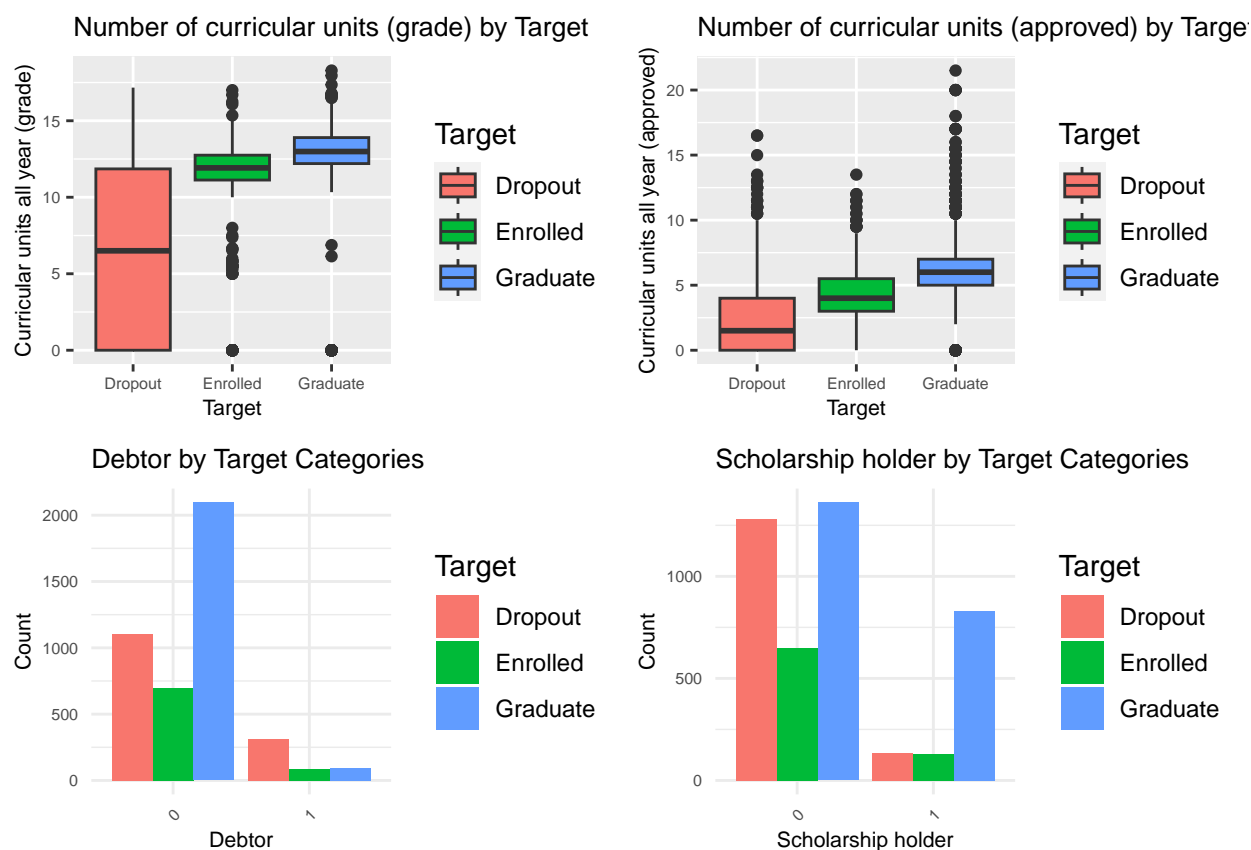 Number of curricular units (grade) by Target
Curricular units all year (grade)
15
10
5
0
Dropout
Enrolled
Graduate
Target
Target
Dropout
Enrolled
Graduate
Number of curricular units (approved) by Target
Curricular units all year (approved)
20
15
10
5
0
Dropout
Enrolled
Graduate
Target
Target
Dropout
Enrolled
Graduate
Debtor by Target Categories
Count
2000
1500
1000
500
0
0
1
Debtor
Target
Dropout
Enrolled
Graduate
Scholarship holder by Target Categories
Count
1000
500
0
0
1
Scholarship holder
Target
Dropout
Enrolled
Graduate